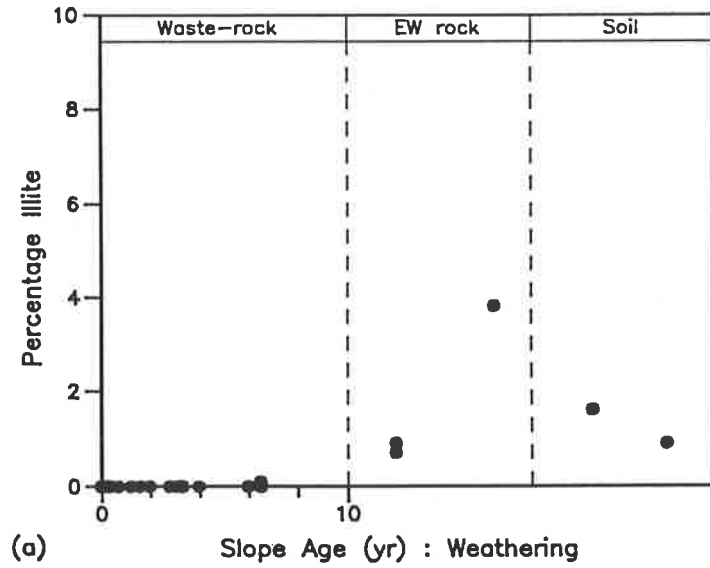 10
Waste-rock EW rock Soil
8
6
4
2
0
Percentage Illite
0 10
(a) Slope Age (yr) : Weathering